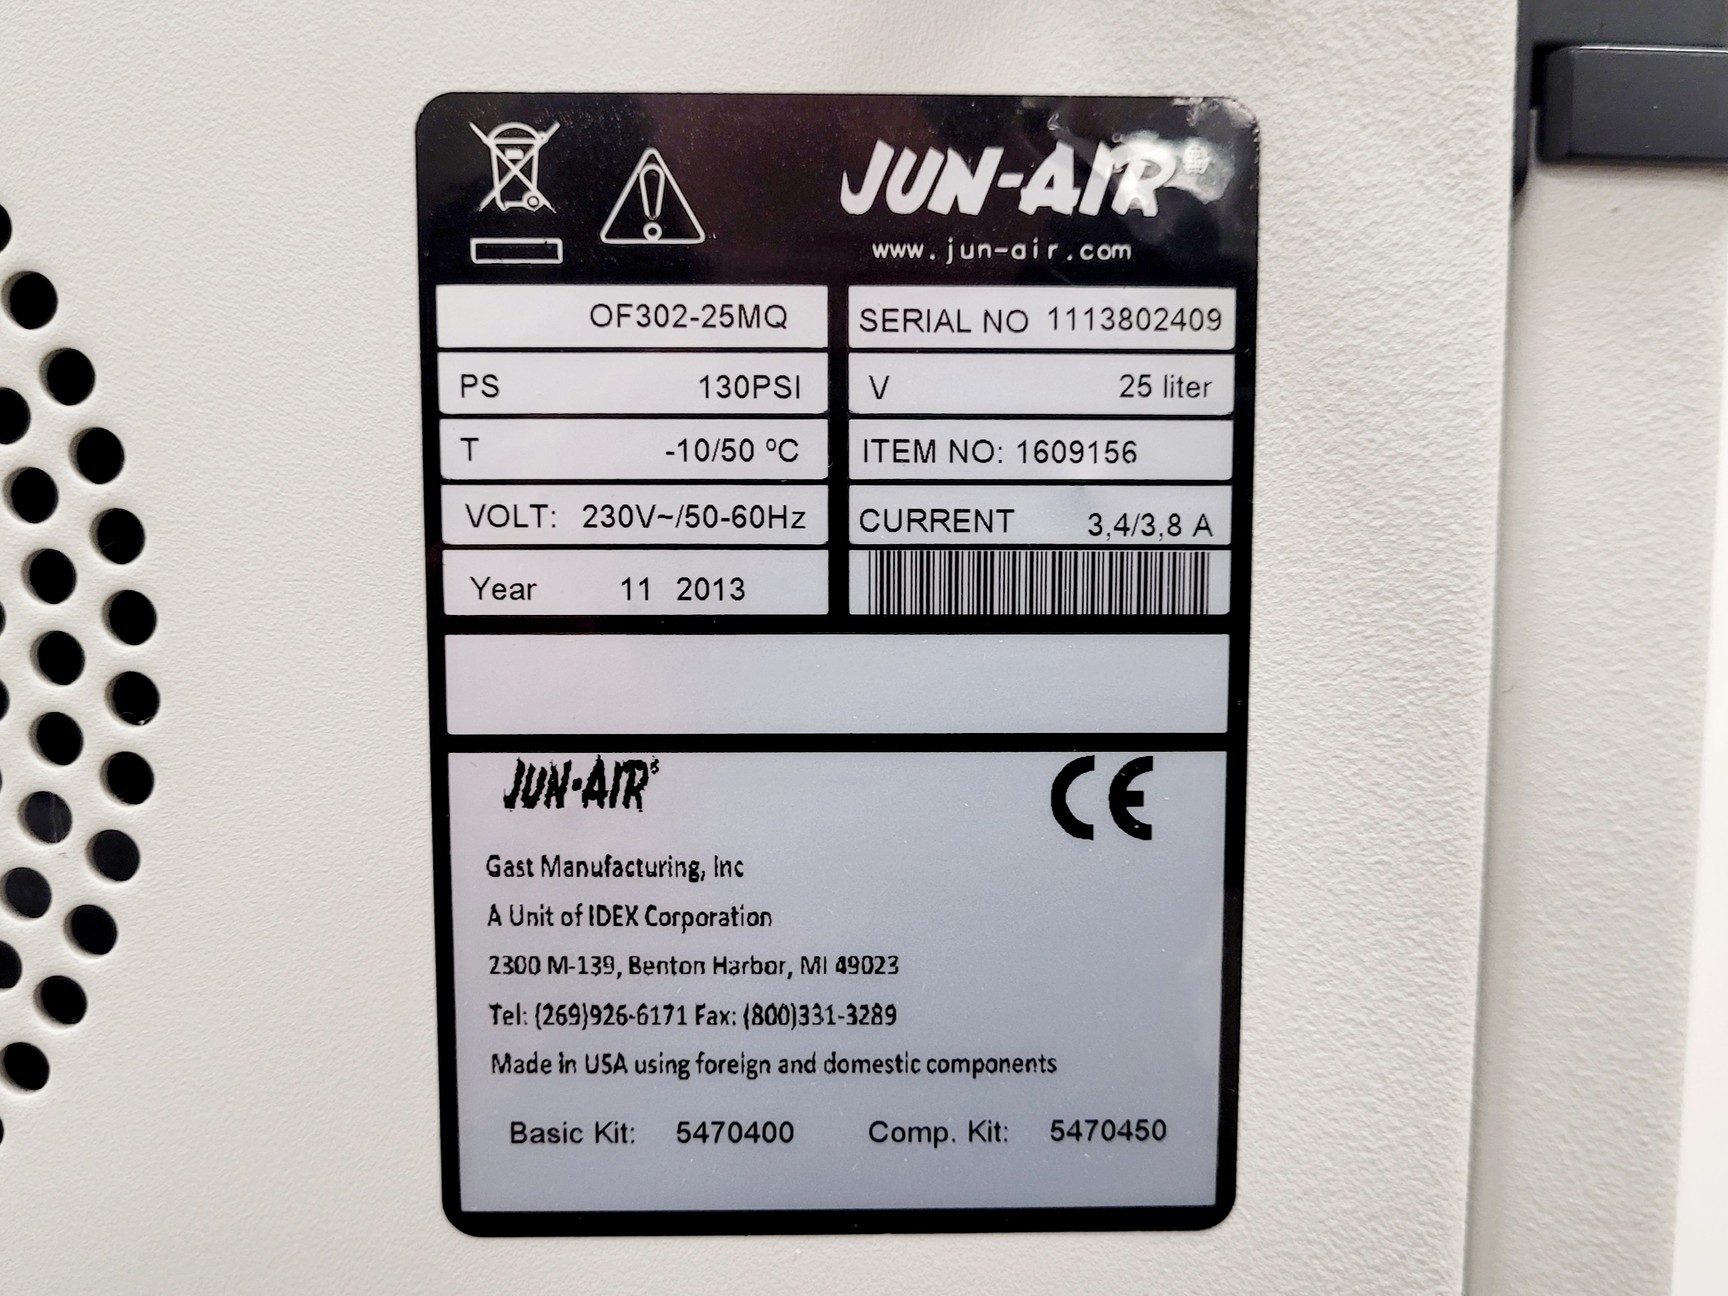 JUN-AIR®
www.jun-air.com
OF302-25MQ
SERIAL NO 1113802409
PS 130PSI
V 25 liter
T -10/50 ºC
ITEM NO: 1609156
VOLT: 230V~/50-60Hz
CURRENT 3,4/3,8 A
Year 11 2013
JUN-AIR®
CE
Gast Manufacturing, Inc
A Unit of IDEX Corporation
2300 M-139, Benton Harbor, MI 49023
Tel: (269)926-6171 Fax: (800)331-3289
Made in USA using foreign and domestic components
Basic Kit: 5470400 Comp. Kit: 5470450